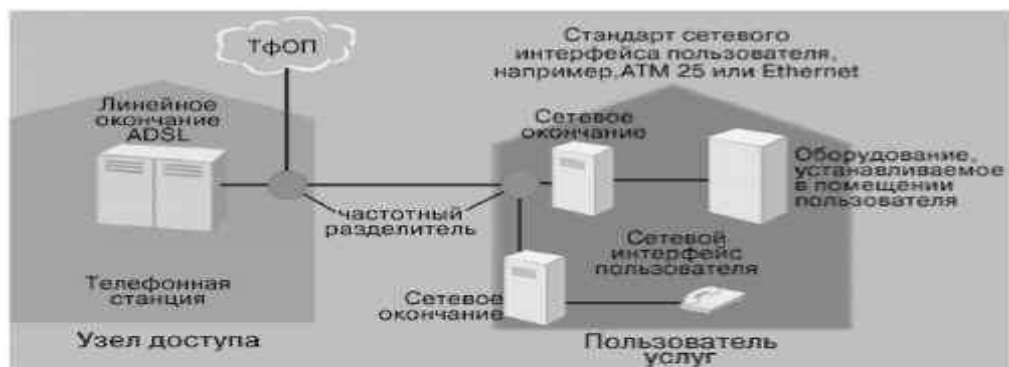 ТфОП
Стандарт сетевого
интерфейса пользователя,
например,ATM 25 или Ethernet
Линейное
окончание
ADSL
Сетевое
окончание
Оборудование,
устанавливаемое
в помещении
пользователя
частотный
разделитель
Сетевой
интерфейс
пользователя
Телефонная
станция
Сетевое
окончание
Узел доступа
Пользователь
услуг